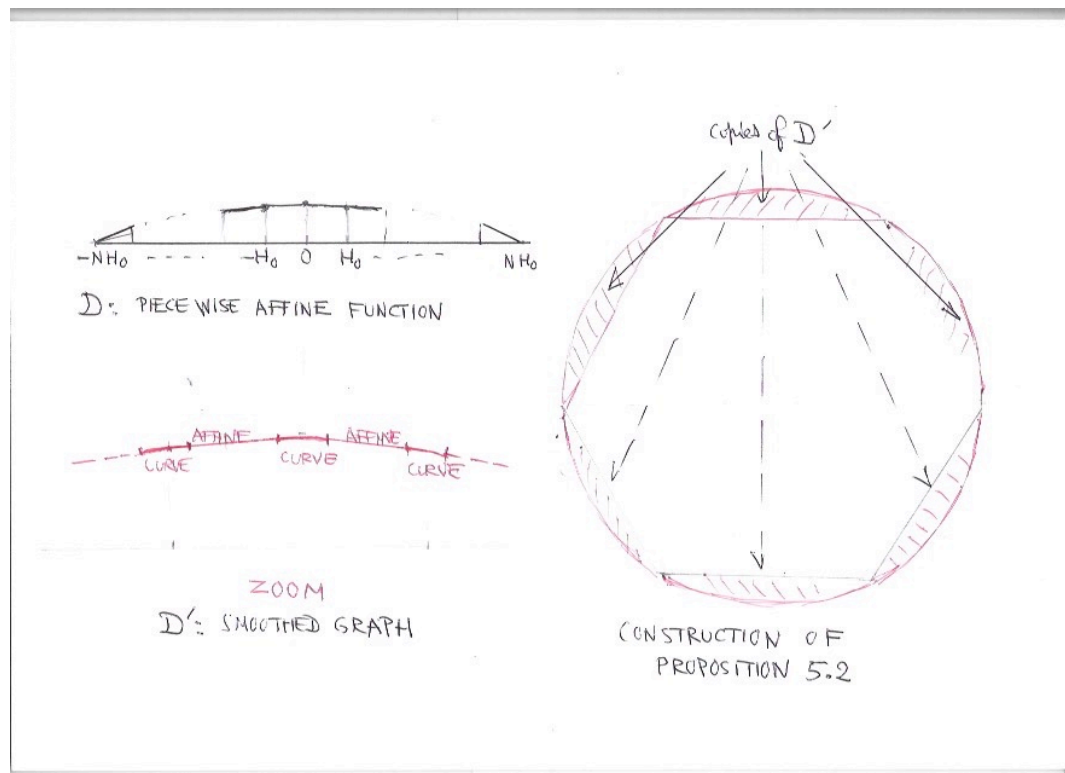 -NH₀ ---- -H₀ 0 H₀ ---- NH₀
D: PIECEWISE AFFINE FUNCTION
AFFINE AFFINE
CURVE CURVE CURVE
ZOOM
D': SMOOTHED GRAPH
copies of D'
CONSTRUCTION OF
PROPOSITION 5.2